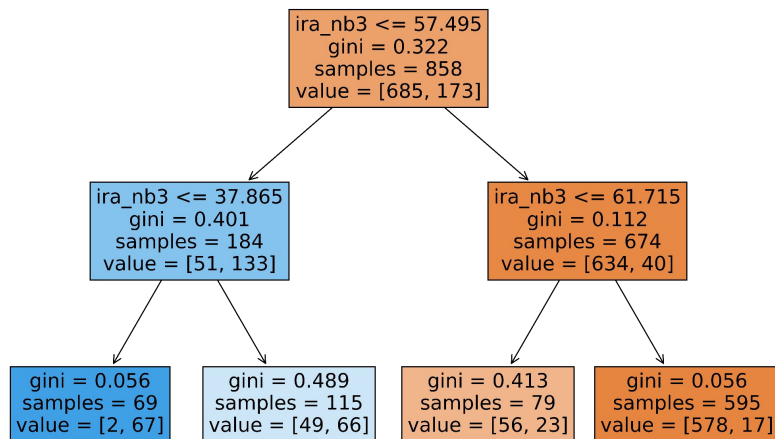 ira_nb3 <= 57.495
gini = 0.322
samples = 858
value = [685, 173]
ira_nb3 <= 37.865
gini = 0.401
samples = 184
value = [51, 133]
ira_nb3 <= 61.715
gini = 0.112
samples = 674
value = [634, 40]
gini = 0.056
samples = 69
value = [2, 67]
gini = 0.489
samples = 115
value = [49, 66]
gini = 0.413
samples = 79
value = [56, 23]
gini = 0.056
samples = 595
value = [578, 17]